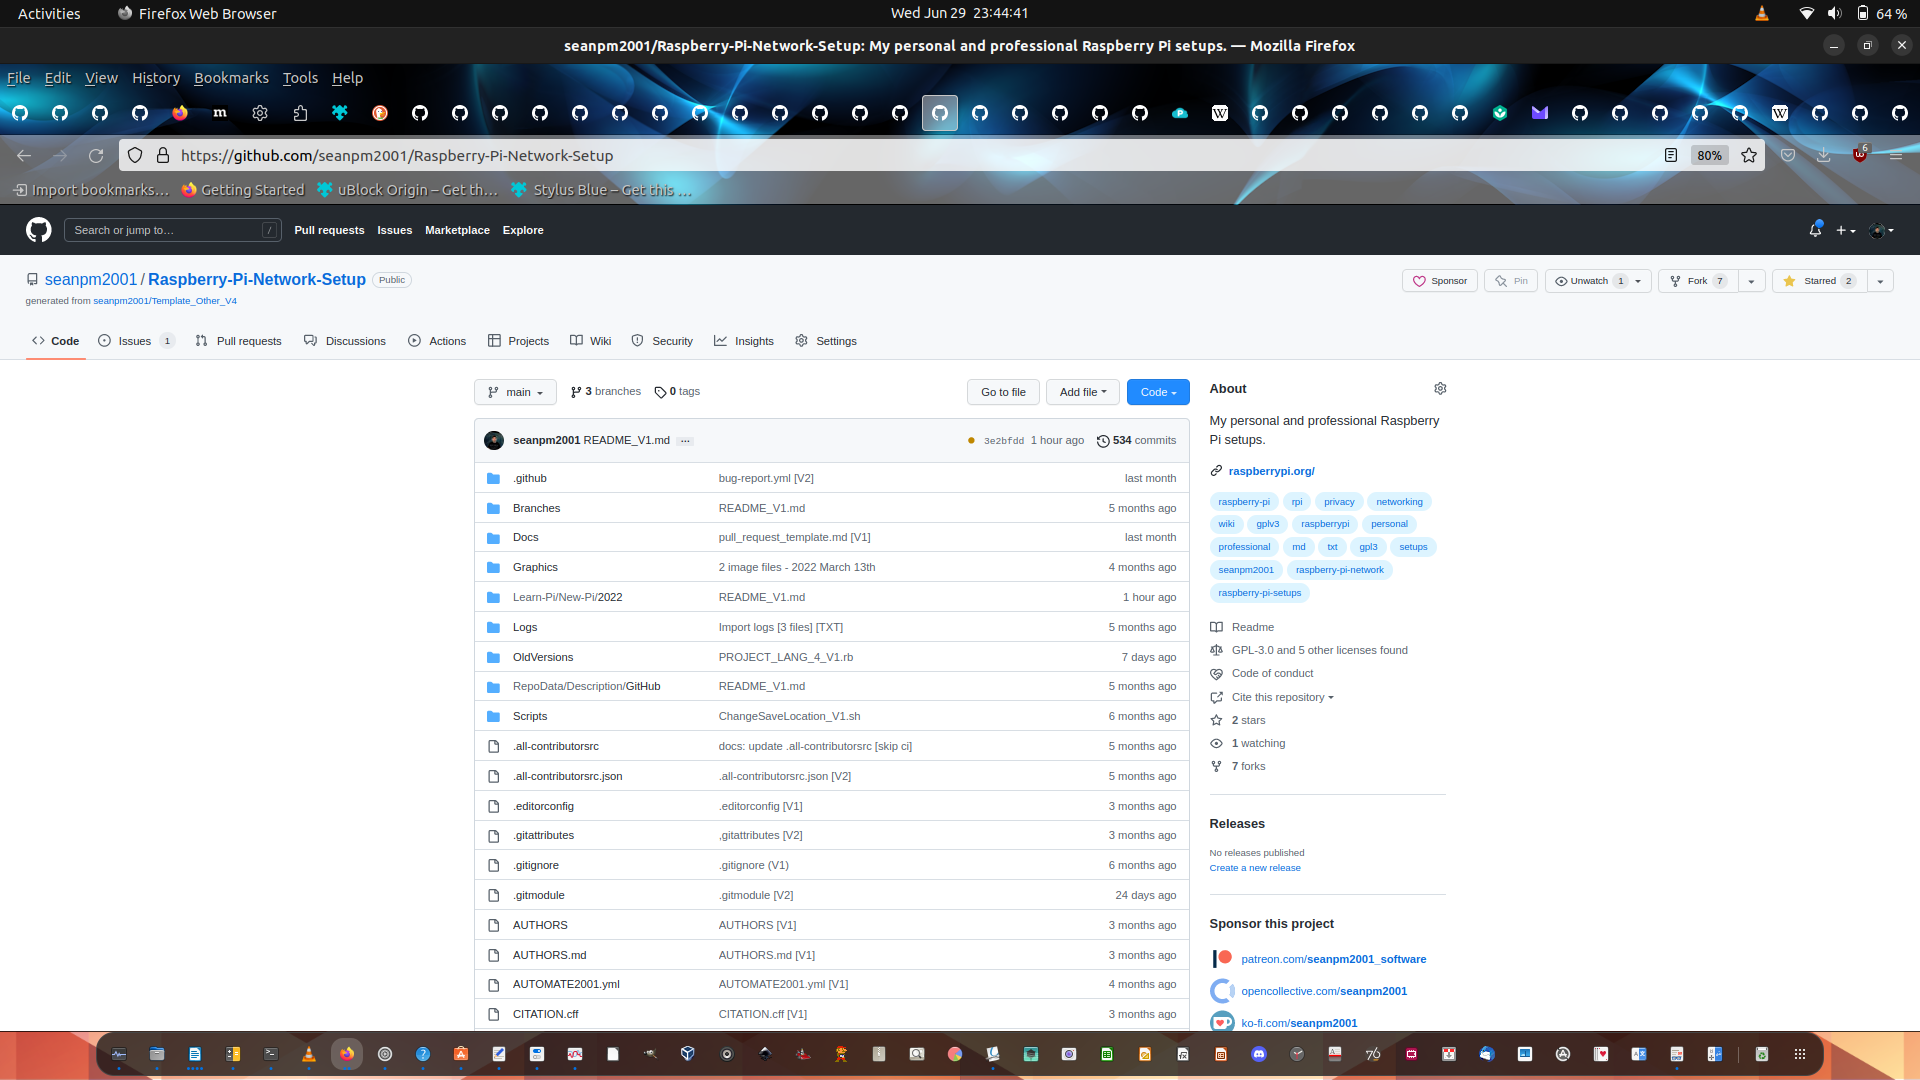 Activities Firefox Web Browser Wed Jun 29 23:44:41 64 %
seanpm2001/Raspberry-Pi-Network-Setup: My personal and professional Raspberry Pi setups. — Mozilla Firefox
File Edit View History Bookmarks Tools Help
https://github.com/seanpm2001/Raspberry-Pi-Network-Setup 80% 6
Import bookmarks… Getting Started uBlock Origin – Get th… Stylus Blue – Get this …
Search or jump to… / Pull requests Issues Marketplace Explore
seanpm2001 / Raspberry-Pi-Network-Setup Public Sponsor Pin Unwatch 1 Fork 7 Starred 2
generated from seanpm2001/Template_Other_V4
Code Issues 1 Pull requests Discussions Actions Projects Wiki Security Insights Settings
main 3 branches 0 tags Go to file Add file Code
seanpm2001 README_V1.md ... 3e2bfdd 1 hour ago 534 commits
.github bug-report.yml [V2] last month
Branches README_V1.md 5 months ago
Docs pull_request_template.md [V1] last month
Graphics 2 image files - 2022 March 13th 4 months ago
Learn-Pi/New-Pi/2022 README_V1.md 1 hour ago
Logs Import logs [3 files] [TXT] 5 months ago
OldVersions PROJECT_LANG_4_V1.rb 7 days ago
RepoData/Description/GitHub README_V1.md 5 months ago
Scripts ChangeSaveLocation_V1.sh 6 months ago
.all-contributorsrc docs: update .all-contributorsrc [skip ci] 5 months ago
.all-contributorsrc.json .all-contributorsrc.json [V2] 5 months ago
.editorconfig .editorconfig [V1] 3 months ago
.gitattributes ,gitattributes [V2] 3 months ago
.gitignore .gitignore (V1) 6 months ago
.gitmodule .gitmodule [V2] 24 days ago
AUTHORS AUTHORS [V1] 3 months ago
AUTHORS.md AUTHORS.md [V1] 3 months ago
AUTOMATE2001.yml AUTOMATE2001.yml [V1] 4 months ago
CITATION.cff CITATION.cff [V1] 3 months ago
About
My personal and professional Raspberry
Pi setups.
raspberrypi.org/
raspberry-pi rpi privacy networking
wiki gplv3 raspberrypi personal
professional md txt gpl3 setups
seanpm2001 raspberry-pi-network
raspberry-pi-setups
Readme
GPL-3.0 and 5 other licenses found
Code of conduct
Cite this repository
2 stars
1 watching
7 forks
Releases
No releases published
Create a new release
Sponsor this project
patreon.com/seanpm2001_software
opencollective.com/seanpm2001
ko-fi.com/seanpm2001